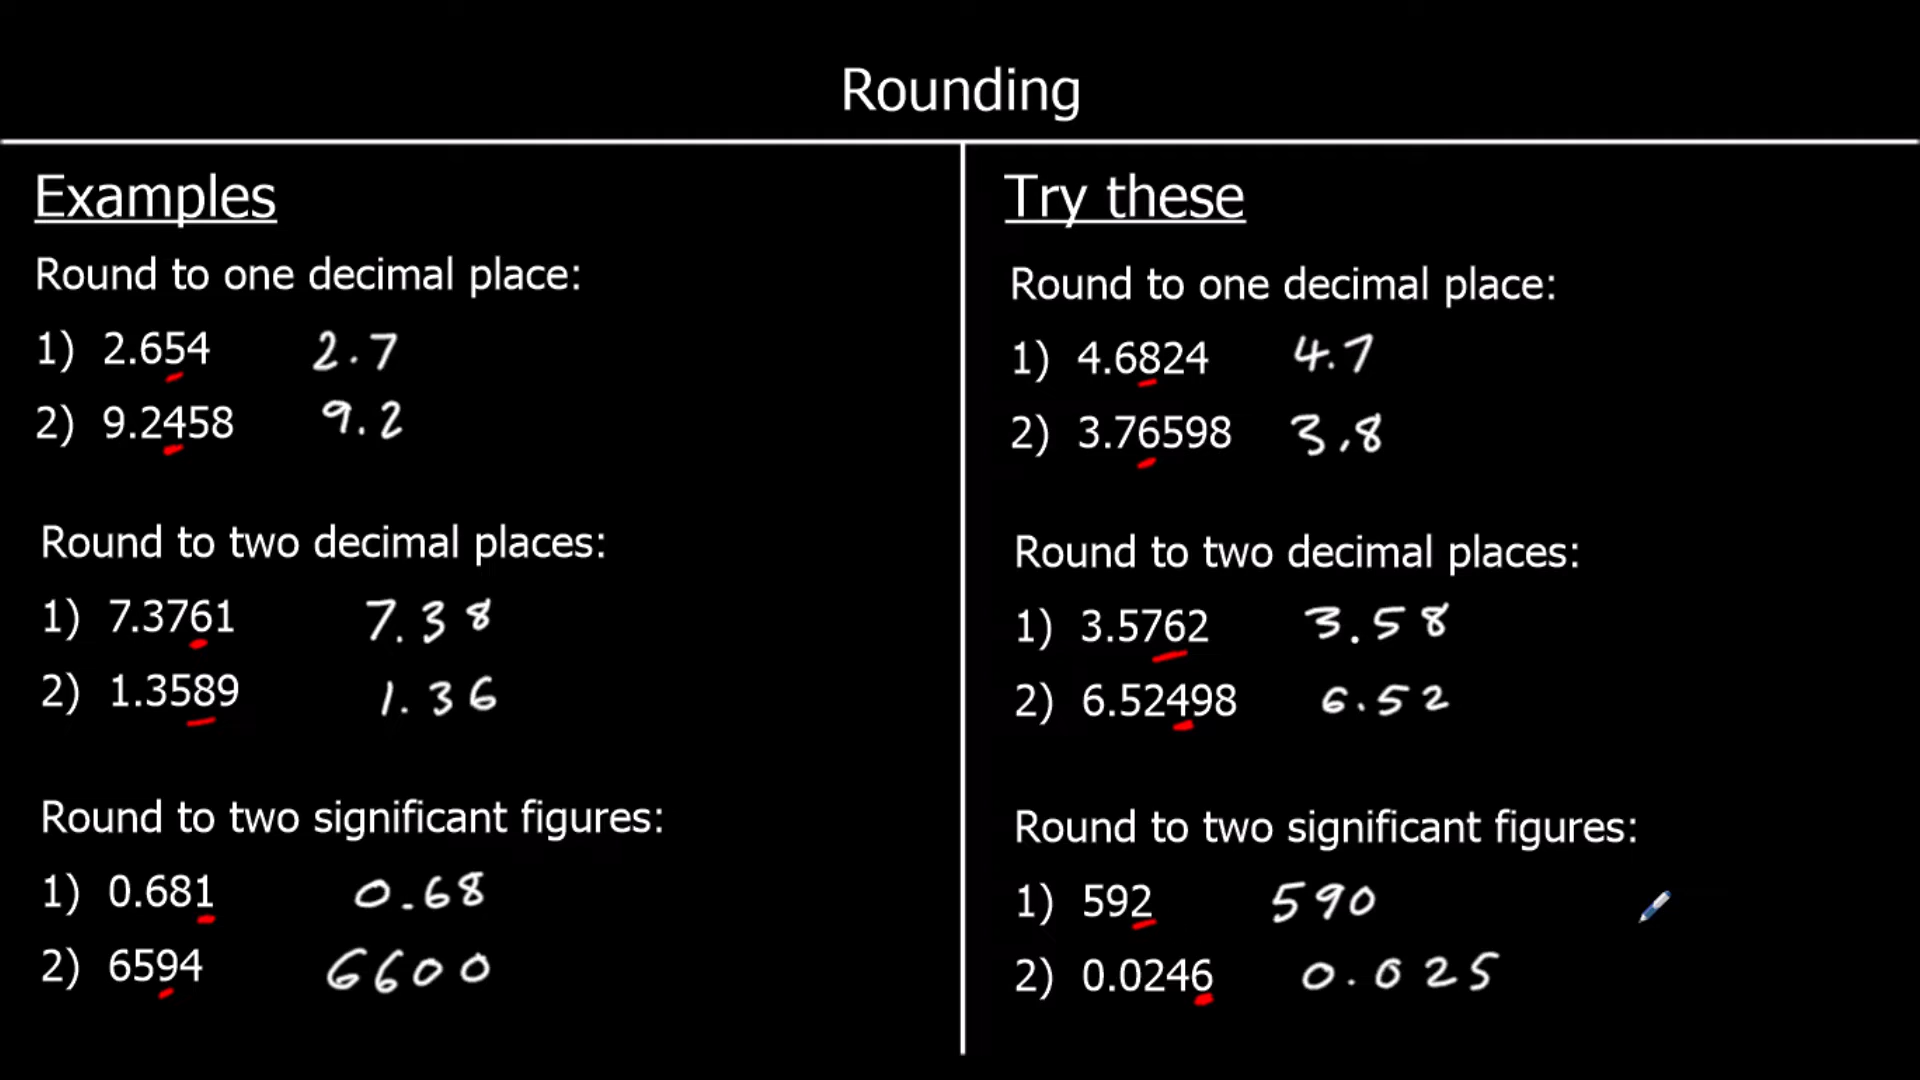 Rounding
Examples
Round to one decimal place:
1) 2.654 2.7
2) 9.2458 9.2
Round to two decimal places:
1) 7.3761 7.38
2) 1.3589 1.36
Round to two significant figures:
1) 0.681 0.68
2) 6594 6600
Try these
Round to one decimal place:
1) 4.6824 4.7
2) 3.76598 3.8
Round to two decimal places:
1) 3.5762 3.58
2) 6.52498 6.52
Round to two significant figures:
1) 592 590
2) 0.0246 0.025